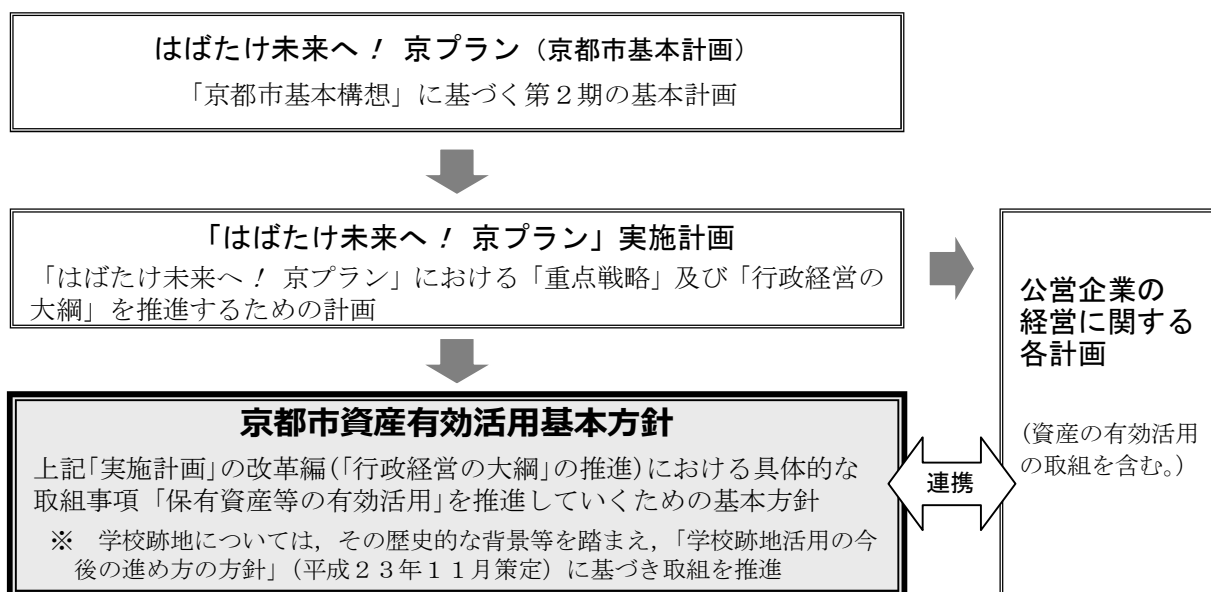 はばたけ未来へ！ 京プラン（京都市基本計画）
「京都市基本構想」に基づく第２期の基本計画
「はばたけ未来へ！ 京プラン」実施計画
「はばたけ未来へ！ 京プラン」における「重点戦略」及び「行政経営の
大綱」を推進するための計画
京都市資産有効活用基本方針
上記「実施計画」の改革編（「行政経営の大綱」の推進）における具体的な
取組事項「保有資産等の有効活用」を推進していくための基本方針
※ 学校跡地については，その歴史的な背景等を踏まえ，「学校跡地活用の今
後の進め方の方針」（平成２３年１１月策定）に基づき取組を推進
連携
公営企業の
経営に関する
各計画
（資産の有効活用
の取組を含む。）